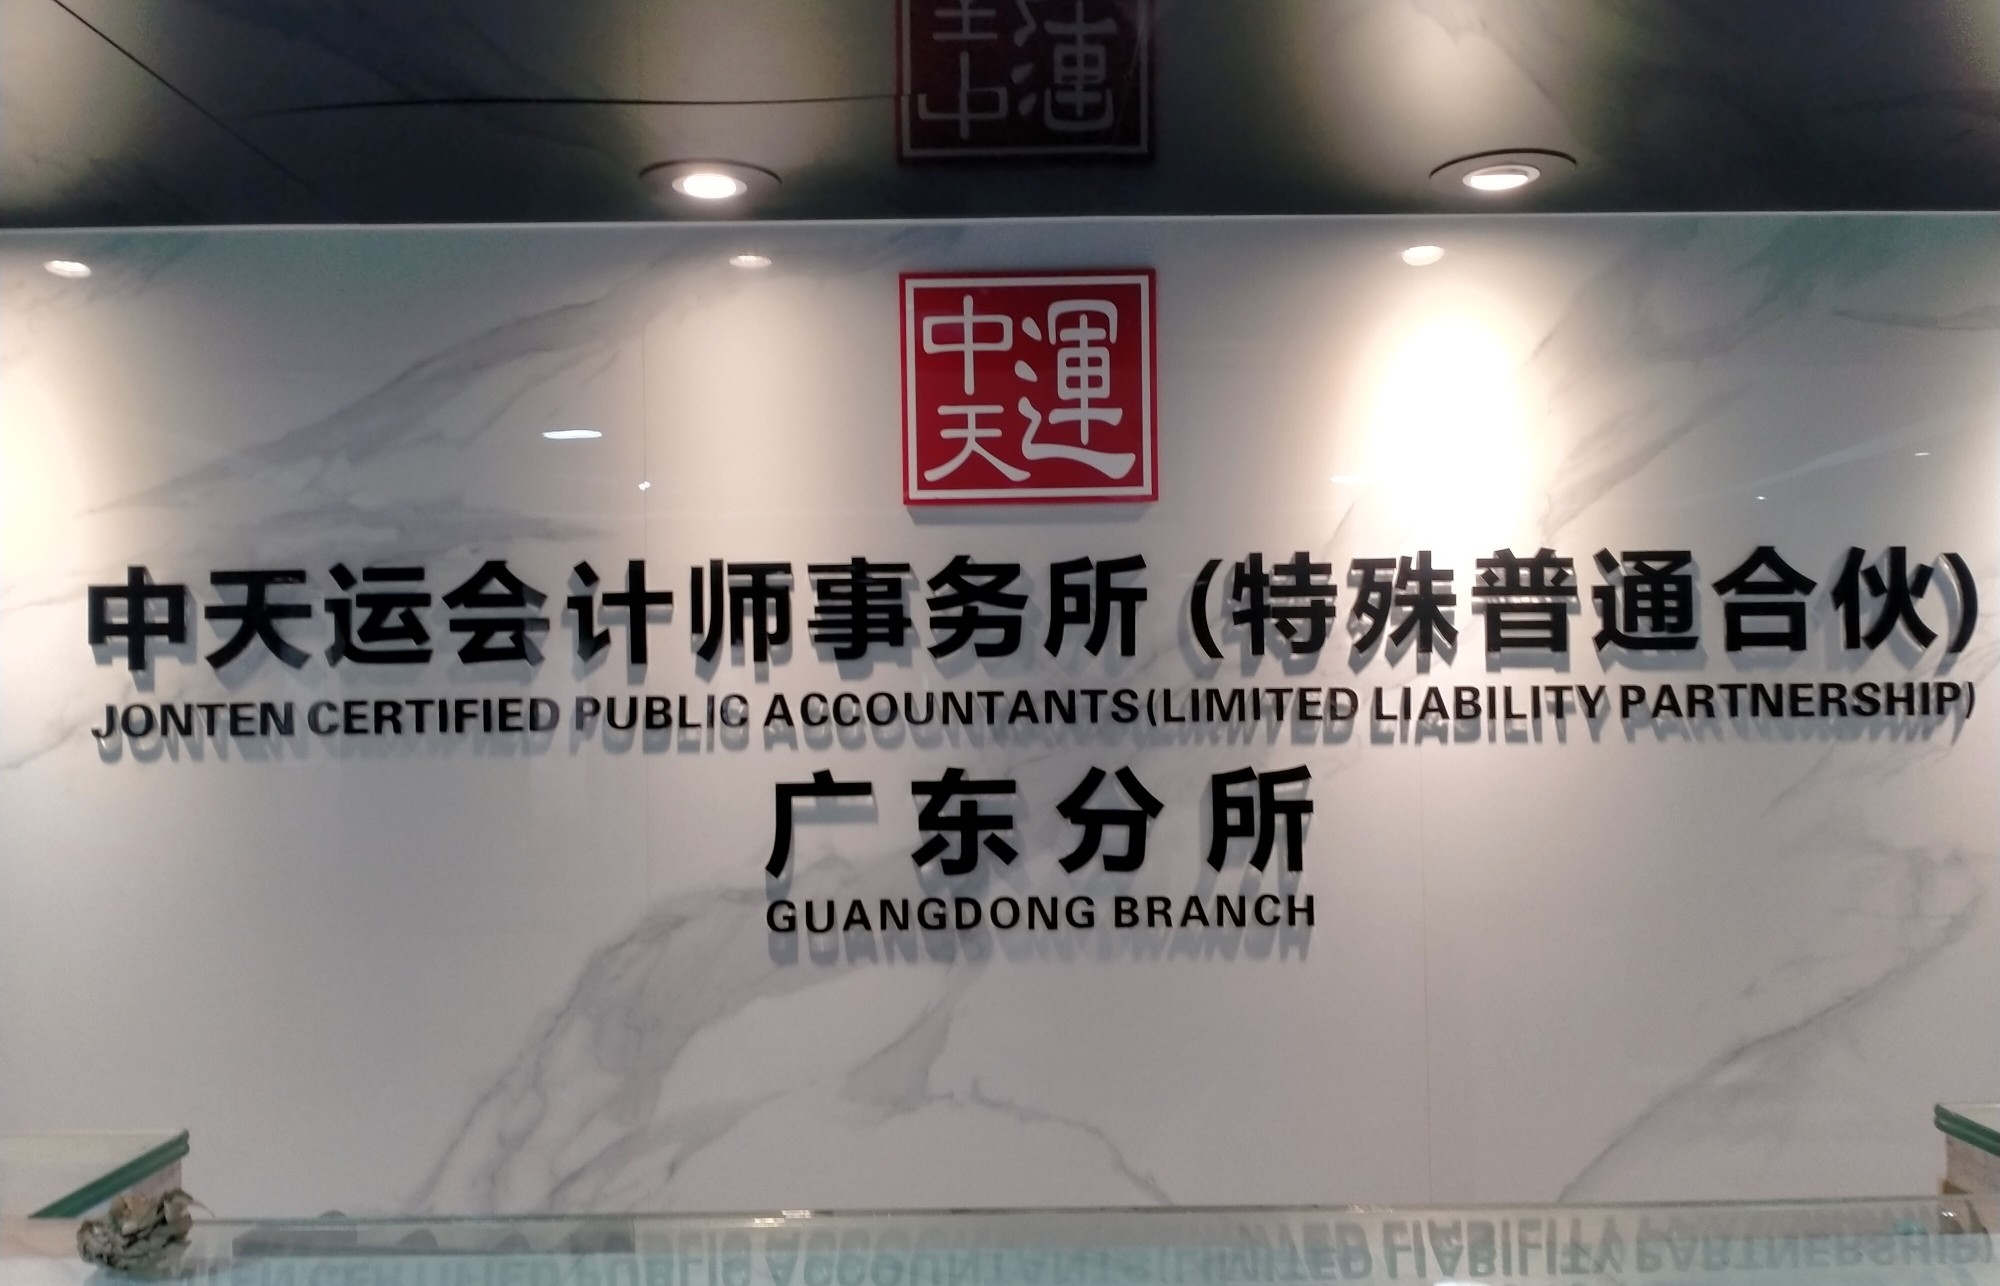 中天運
中天运会计师事务所(特殊普通合伙)
JONTEN CERTIFIED PUBLIC ACCOUNTANTS(LIMITED LIABILITY PARTNERSHIP)
广东分所
GUANGDONG BRANCH